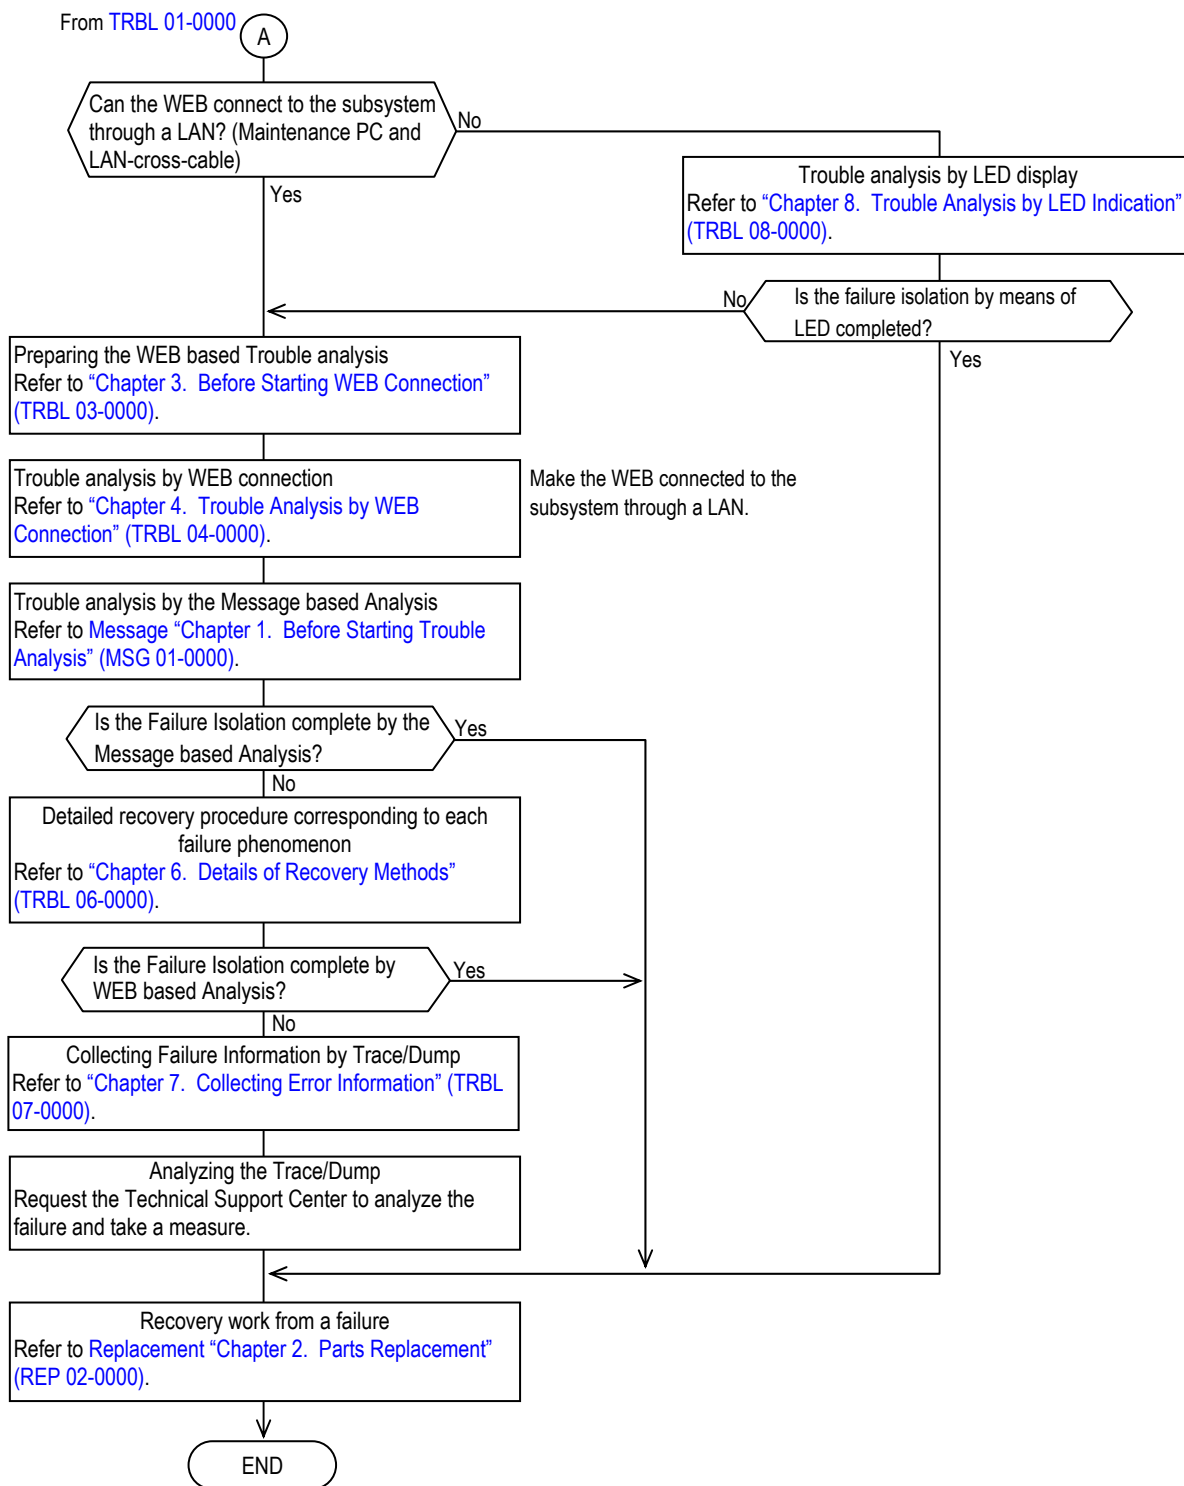 From TRBL 01-0000
A
Can the WEB connect to the subsystem
through a LAN? (Maintenance PC and
LAN-cross-cable)
No
Yes
Trouble analysis by LED display
Refer to “Chapter 8. Trouble Analysis by LED Indication”
(TRBL 08-0000).
Is the failure isolation by means of
LED completed?
No
Yes
Preparing the WEB based Trouble analysis
Refer to “Chapter 3. Before Starting WEB Connection”
(TRBL 03-0000).
Trouble analysis by WEB connection
Refer to “Chapter 4. Trouble Analysis by WEB
Connection” (TRBL 04-0000).
Make the WEB connected to the
subsystem through a LAN.
Trouble analysis by the Message based Analysis
Refer to Message “Chapter 1. Before Starting Trouble
Analysis” (MSG 01-0000).
Is the Failure Isolation complete by the
Message based Analysis?
Yes
No
Detailed recovery procedure corresponding to each
failure phenomenon
Refer to “Chapter 6. Details of Recovery Methods”
(TRBL 06-0000).
Is the Failure Isolation complete by
WEB based Analysis?
Yes
No
Collecting Failure Information by Trace/Dump
Refer to “Chapter 7. Collecting Error Information” (TRBL
07-0000).
Analyzing the Trace/Dump
Request the Technical Support Center to analyze the
failure and take a measure.
Recovery work from a failure
Refer to Replacement “Chapter 2. Parts Replacement”
(REP 02-0000).
END